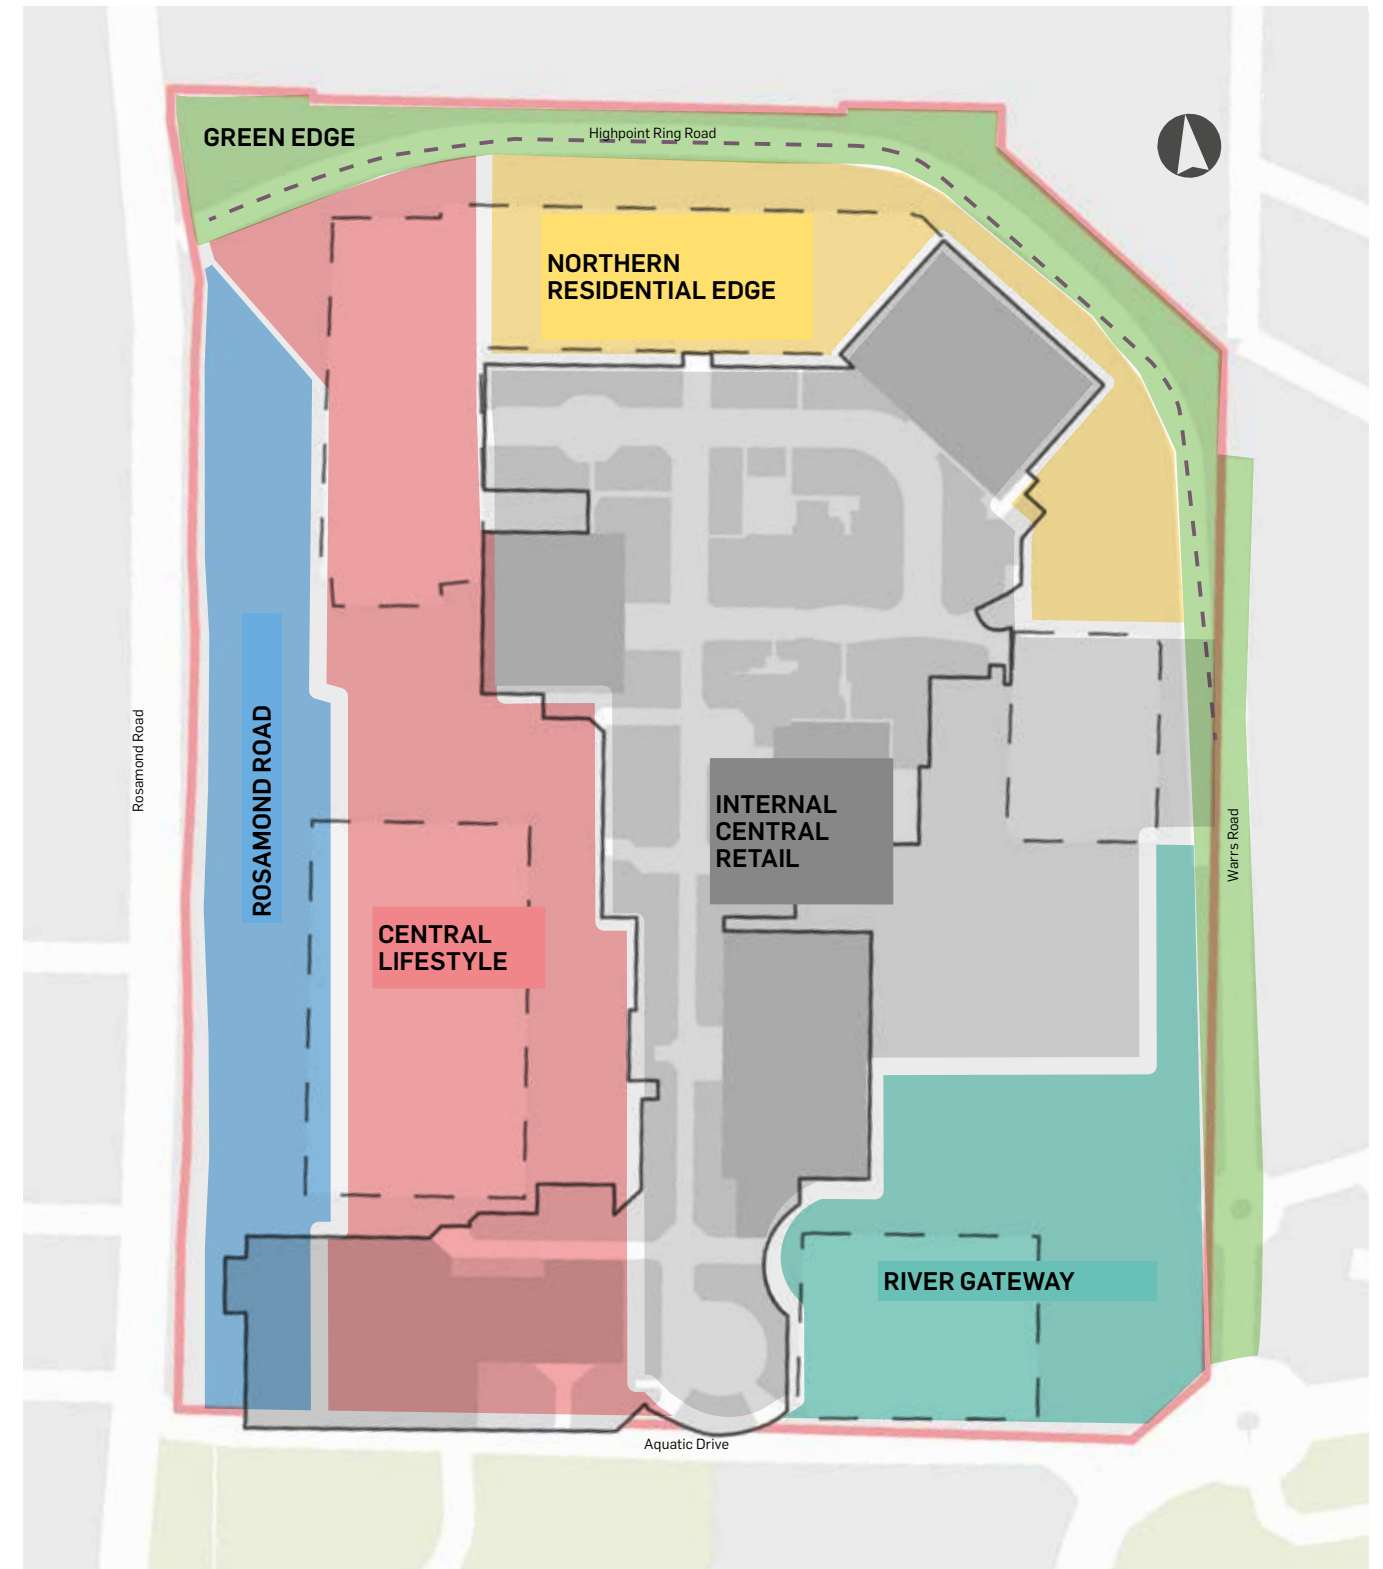 GREEN EDGE
Highpoint Ring Road
NORTHERN
RESIDENTIAL EDGE
Rosamond Road
ROSAMOND ROAD
INTERNAL
CENTRAL
RETAIL
Warrs Road
CENTRAL
LIFESTYLE
RIVER GATEWAY
Aquatic Drive